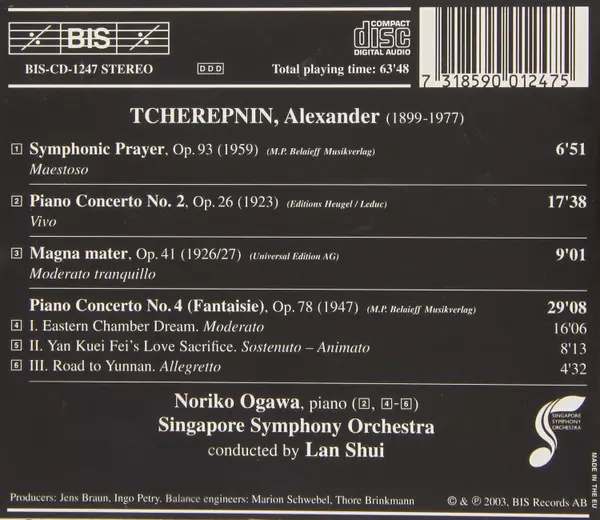 BIS
COMPACT
disc
DIGITAL AUDIO
BIS-CD-1247 STEREO
D D D
Total playing time: 63'48
7 318590 012475
TCHEREPNIN, Alexander (1899-1977)
1 Symphonic Prayer, Op. 93 (1959) (M.P. Belaieff Musikverlag) 6'51
Maestoso
2 Piano Concerto No. 2, Op. 26 (1923) (Editions Heugel / Leduc) 17'38
Vivo
3 Magna mater, Op. 41 (1926/27) (Universal Edition AG) 9'01
Moderato tranquillo
Piano Concerto No. 4 (Fantaisie), Op. 78 (1947) (M.P. Belaieff Musikverlag) 29'08
4 I. Eastern Chamber Dream. Moderato 16'06
5 II. Yan Kuei Fei's Love Sacrifice. Sostenuto – Animato 8'13
6 III. Road to Yunnan. Allegretto 4'32
Noriko Ogawa, piano (2, 4-6)
Singapore Symphony Orchestra
conducted by Lan Shui
SINGAPORE
SYMPHONY
ORCHESTRA
MADE IN THE EU
Producers: Jens Braun, Ingo Petry. Balance engineers: Marion Schwebel, Thore Brinkmann
© & ℗ 2003, BIS Records AB